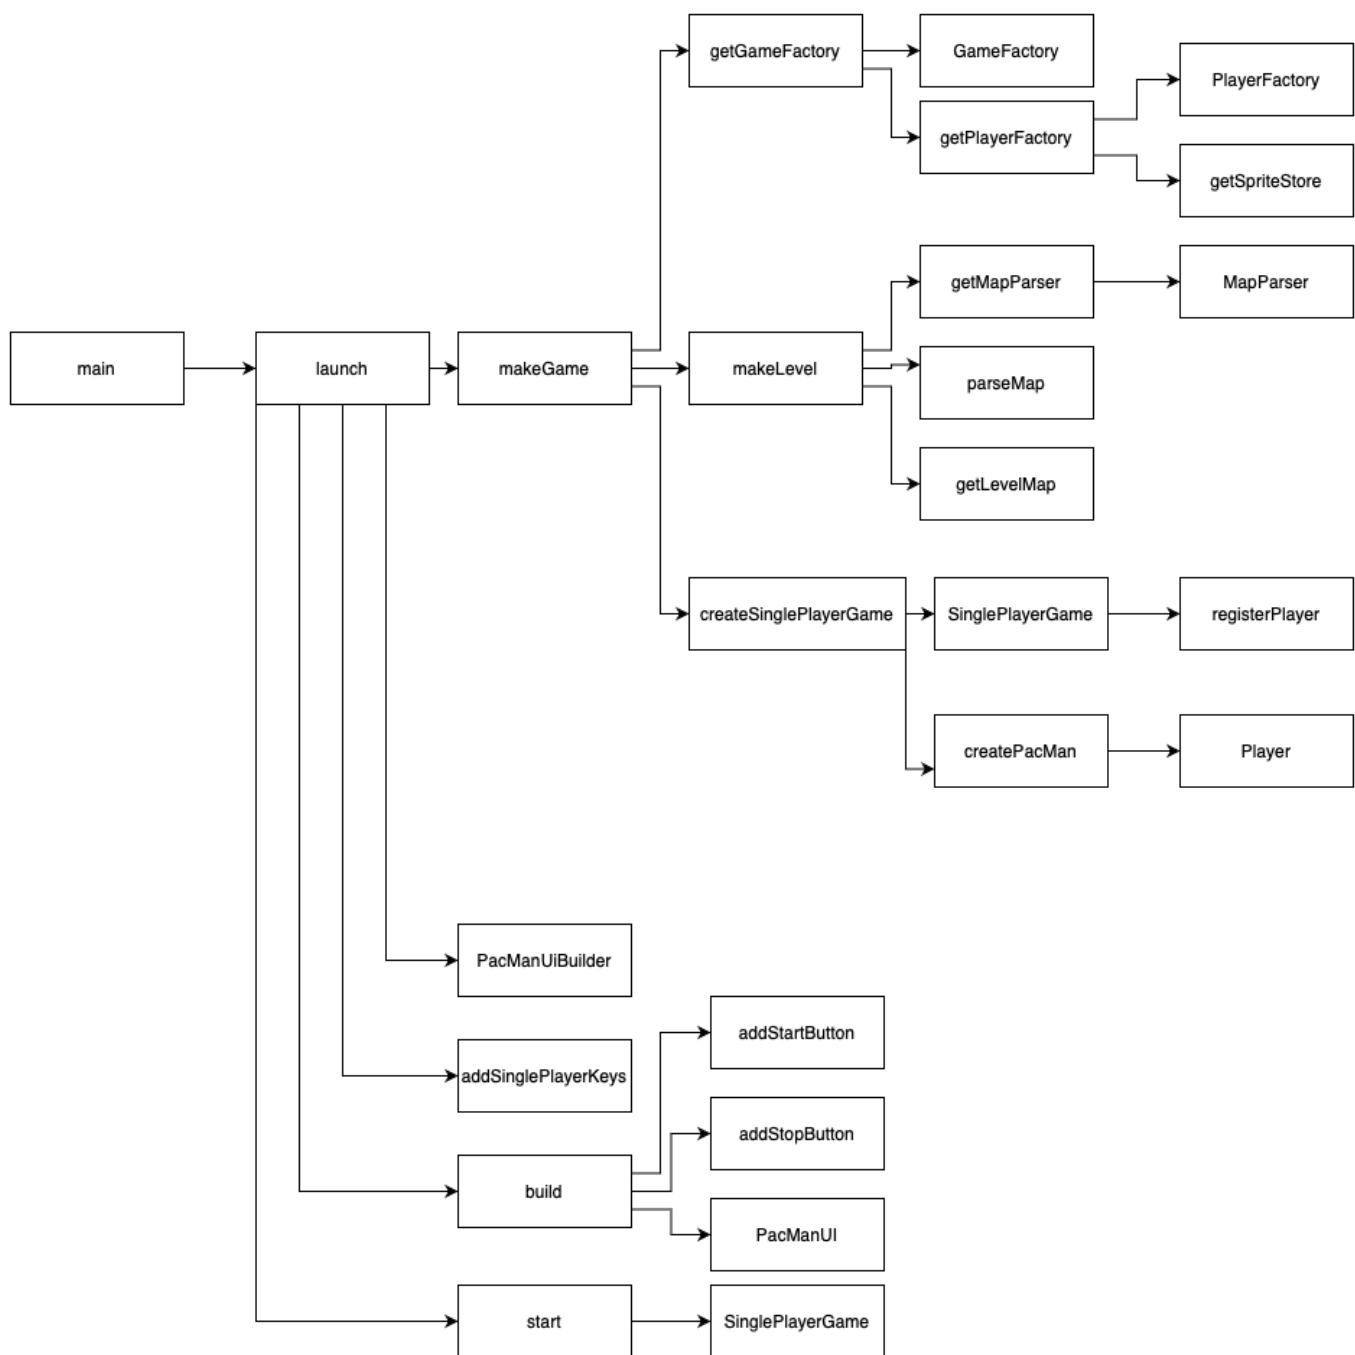 getGameFactory
GameFactory
PlayerFactory
getPlayerFactory
getSpriteStore
getMapParser
MapParser
main
launch
makeGame
makeLevel
parseMap
getLevelMap
createSinglePlayerGame
SinglePlayerGame
registerPlayer
createPacMan
Player
PacManUiBuilder
addStartButton
addSinglePlayerKeys
addStopButton
build
PacManUI
start
SinglePlayerGame